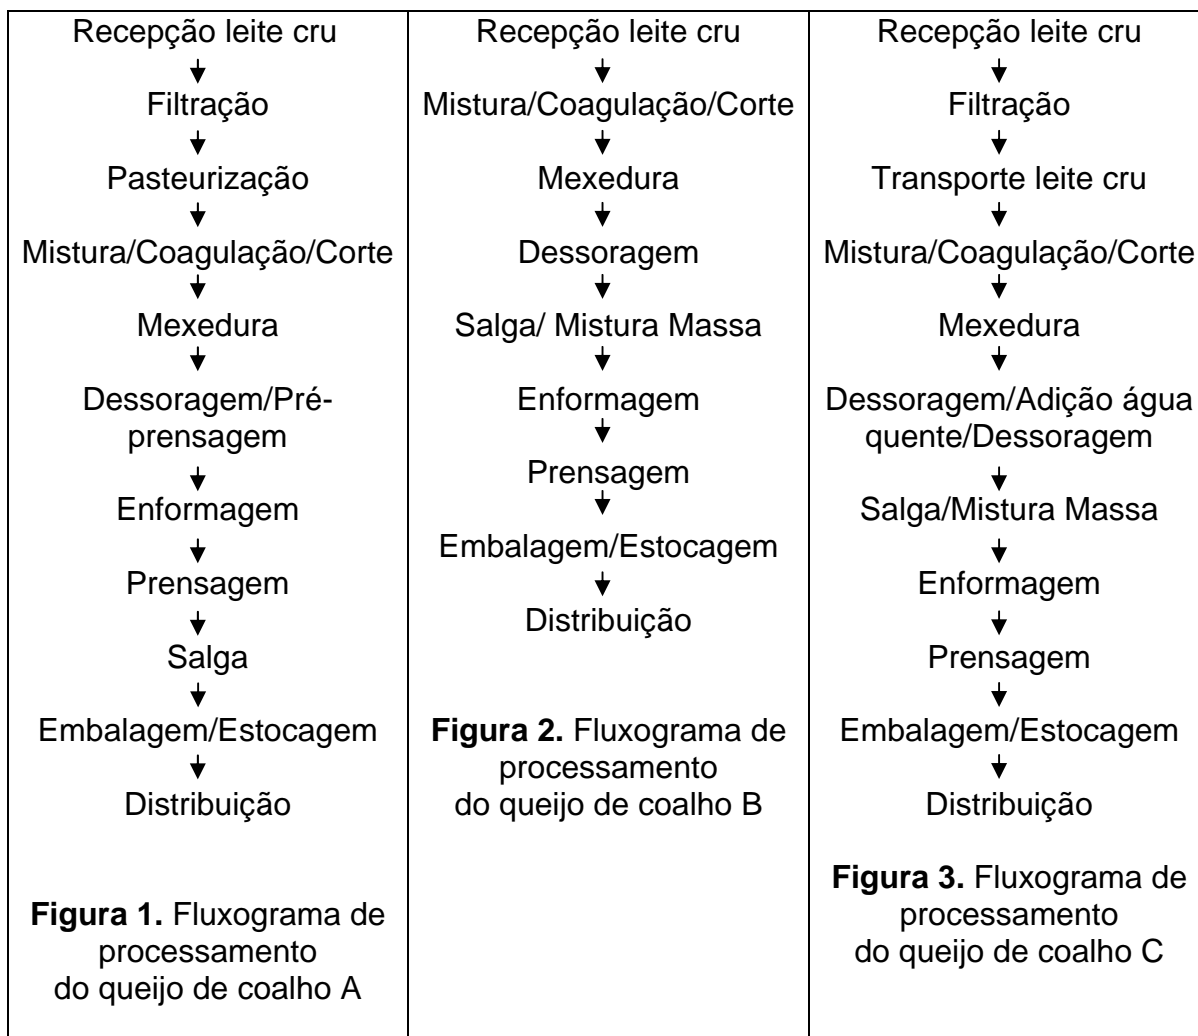 Recepção leite cru
Filtração
Pasteurização
Mistura/Coagulação/Corte
Mexedura
Dessoragem/Pré-
prensagem
Enformagem
Prensagem
Salga
Embalagem/Estocagem
Distribuição
Figura 1. Fluxograma de
processamento
do queijo de coalho A
Recepção leite cru
Mistura/Coagulação/Corte
Mexedura
Dessoragem
Salga/ Mistura Massa
Enformagem
Prensagem
Embalagem/Estocagem
Distribuição
Figura 2. Fluxograma de
processamento
do queijo de coalho B
Recepção leite cru
Filtração
Transporte leite cru
Mistura/Coagulação/Corte
Mexedura
Dessoragem/Adição água
quente/Dessoragem
Salga/Mistura Massa
Enformagem
Prensagem
Embalagem/Estocagem
Distribuição
Figura 3. Fluxograma de
processamento
do queijo de coalho C